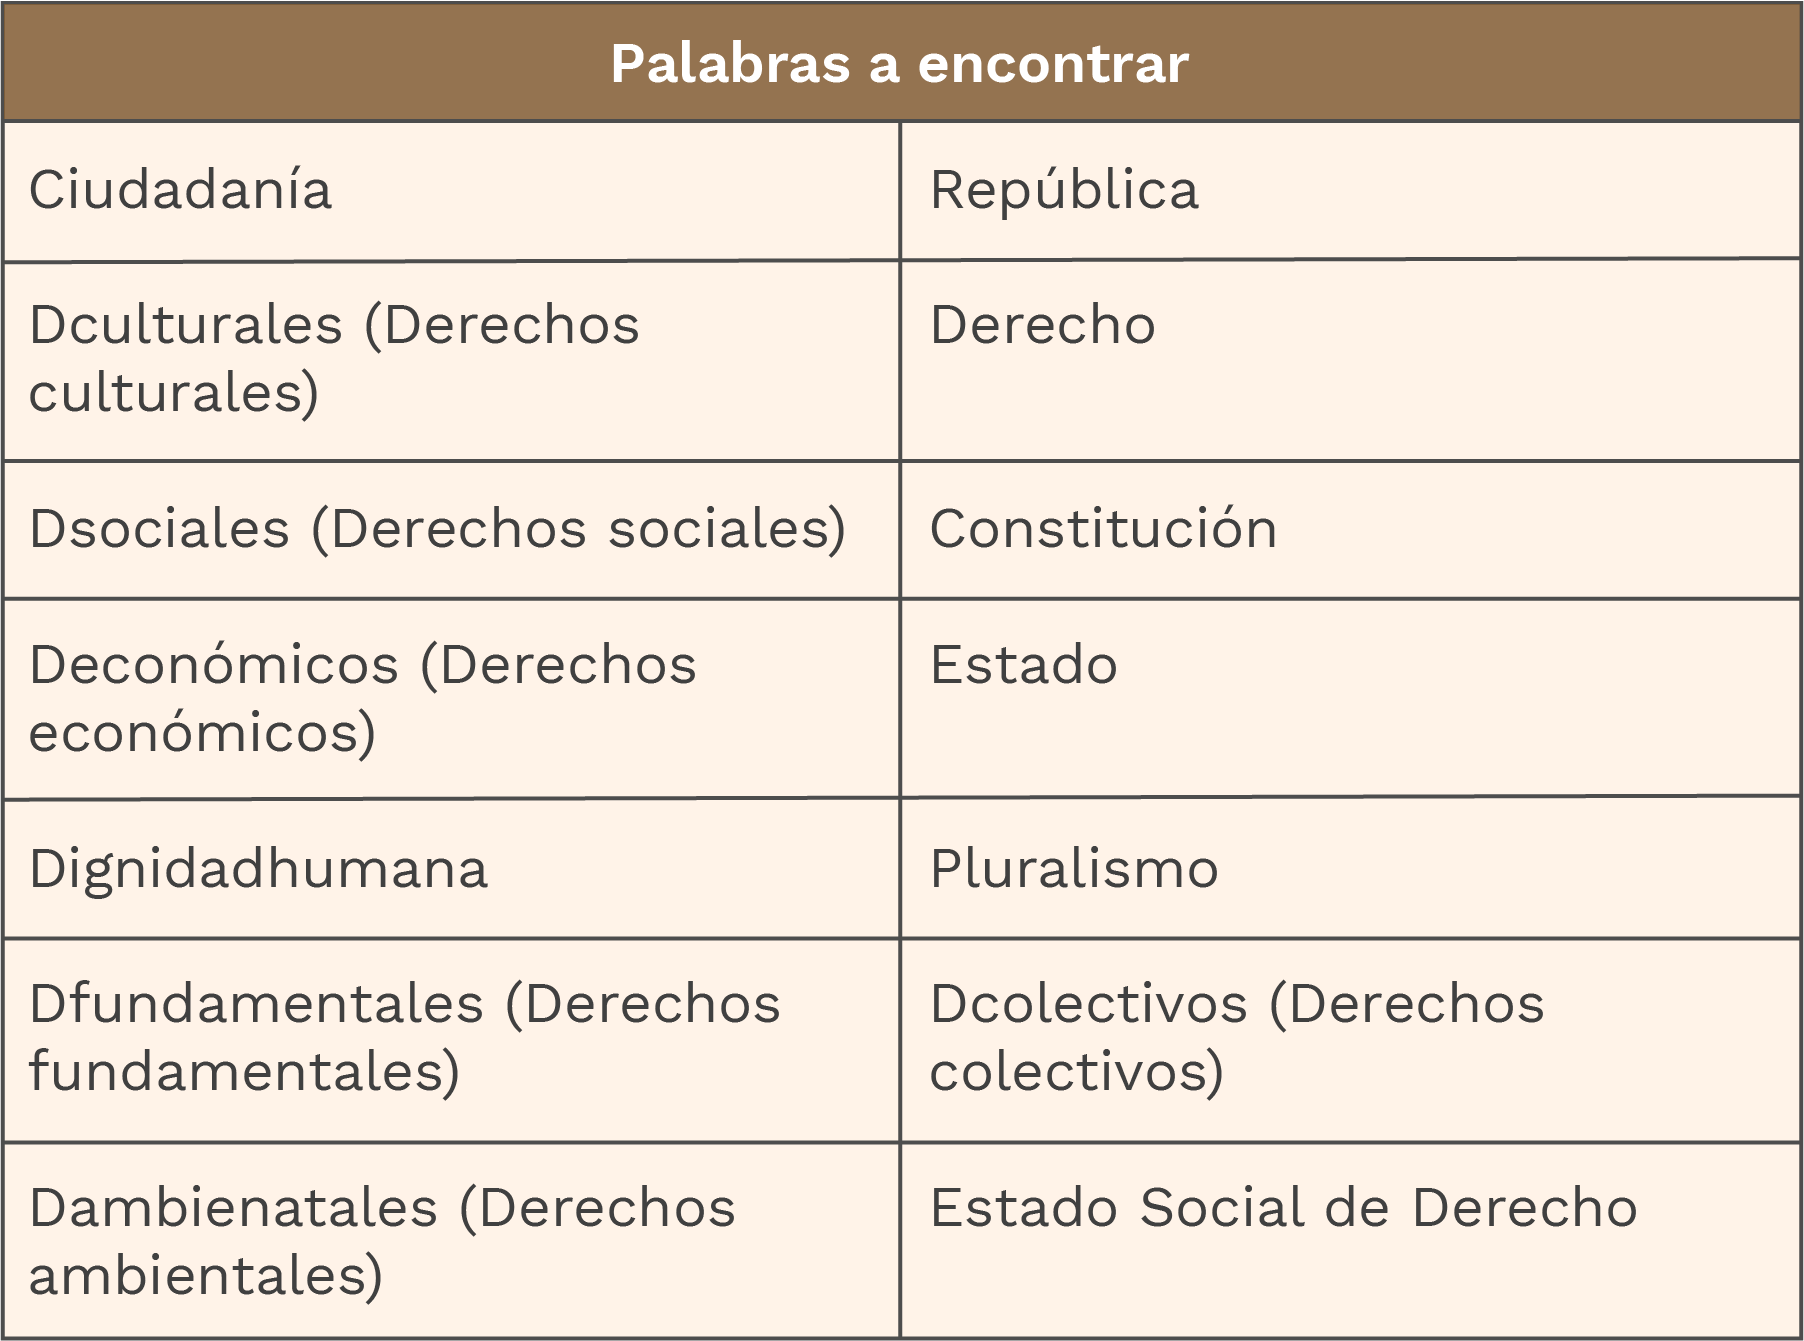 Palabras a encontrar
Ciudadanía
República
Dculturales (Derechos
culturales)
Derecho
Dsociales (Derechos sociales)
Constitución
Deconómicos (Derechos
económicos)
Estado
Dignidadhumana
Pluralismo
Dfundamentales (Derechos
fundamentales)
Dcolectivos (Derechos
colectivos)
Dambienatales (Derechos
ambientales)
Estado Social de Derecho